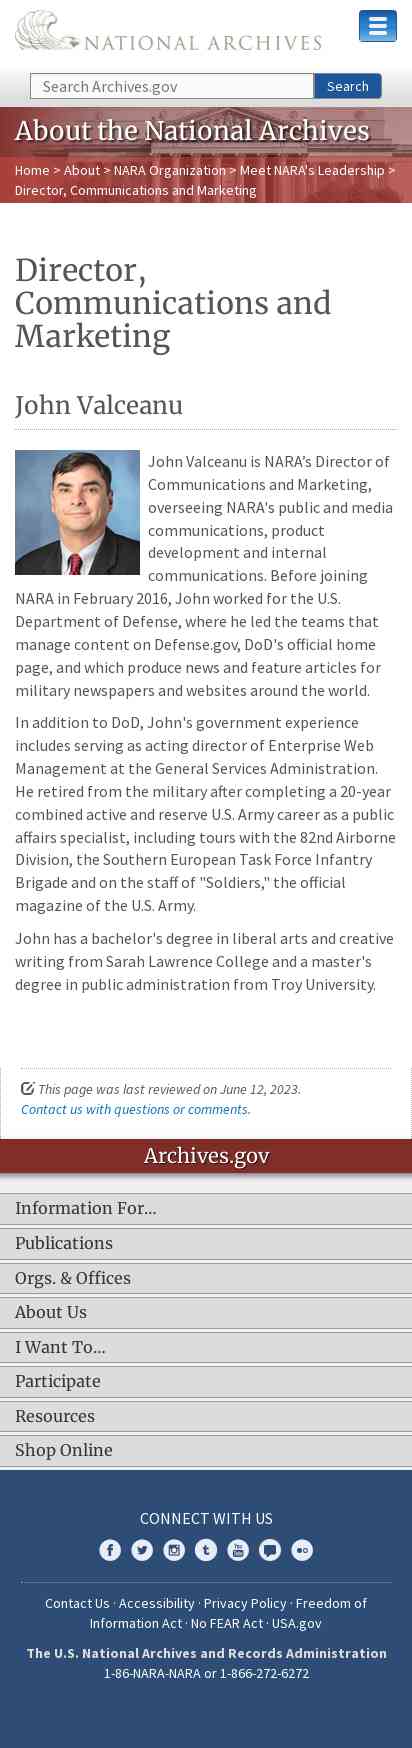 NATIONAL ARCHIVES
Search Archives.gov
Search
About the National Archives
Home > About > NARA Organization > Meet NARA's Leadership >
Director, Communications and Marketing
Director,
Communications and
Marketing
John Valceanu
John Valceanu is NARA’s Director of
Communications and Marketing,
overseeing NARA's public and media
communications, product
development and internal
communications. Before joining
NARA in February 2016, John worked for the U.S.
Department of Defense, where he led the teams that
manage content on Defense.gov, DoD's official home
page, and which produce news and feature articles for
military newspapers and websites around the world.
In addition to DoD, John's government experience
includes serving as acting director of Enterprise Web
Management at the General Services Administration.
He retired from the military after completing a 20-year
combined active and reserve U.S. Army career as a public
affairs specialist, including tours with the 82nd Airborne
Division, the Southern European Task Force Infantry
Brigade and on the staff of "Soldiers," the official
magazine of the U.S. Army.
John has a bachelor's degree in liberal arts and creative
writing from Sarah Lawrence College and a master's
degree in public administration from Troy University.
This page was last reviewed on June 12, 2023.
Contact us with questions or comments.
Archives.gov
Information For…
Publications
Orgs. & Offices
About Us
I Want To…
Participate
Resources
Shop Online
CONNECT WITH US
Contact Us · Accessibility · Privacy Policy · Freedom of
Information Act · No FEAR Act · USA.gov
The U.S. National Archives and Records Administration
1-86-NARA-NARA or 1-866-272-6272